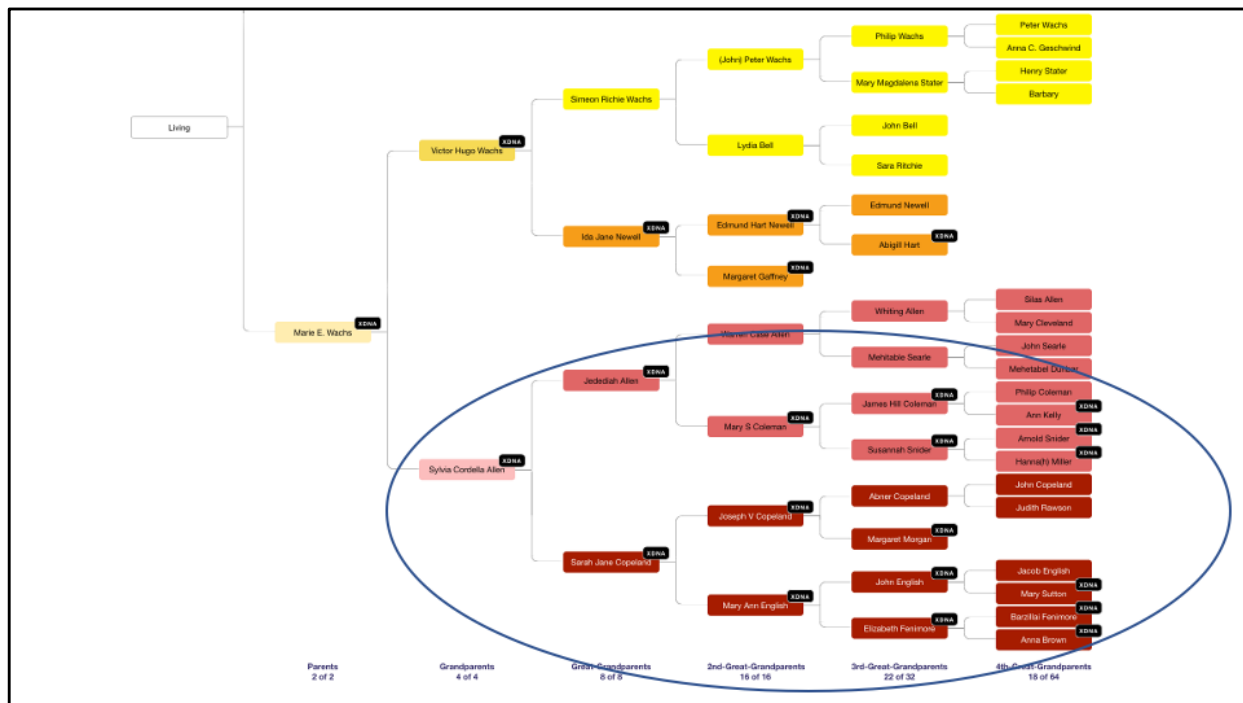 Living
Marie E. Wachs
XDNA
Victor Hugo Wachs
XDNA
Sylvia Cordella Allen
XDNA
Simeon Richie Wachs
Ida Jane Newell
XDNA
Jedediah Allen
XDNA
Sarah Jane Copeland
XDNA
(John) Peter Wachs
Lydia Bell
Edmund Hart Newell
XDNA
Margaret Gaffney
XDNA
Warren Case Allen
Mary S Coleman
XDNA
Joseph V Copeland
XDNA
Mary Ann English
XDNA
Philip Wachs
Mary Magdalena Stater
John Bell
Sara Ritchie
Edmund Newell
Abigill Hart
XDNA
Whiting Allen
Mehitable Searle
James Hill Coleman
XDNA
Susannah Snider
XDNA
Abner Copeland
Margaret Morgan
XDNA
John English
XDNA
Elizabeth Fenimore
XDNA
Peter Wachs
Anna C. Geschwind
Henry Stater
Barbary
Silas Allen
Mary Cleveland
John Searle
Mehetabel Dunbar
Philip Coleman
Ann Kelly
XDNA
Arnold Snider
XDNA
Hanna(h) Miller
XDNA
John Copeland
Judith Rawson
Jacob English
Mary Sutton
XDNA
Barzillai Fenimore
XDNA
Anna Brown
XDNA
Parents
2 of 2
Grandparents
4 of 4
Great-Grandparents
8 of 8
2nd-Great-Grandparents
16 of 16
3rd-Great-Grandparents
22 of 32
4th-Great-Grandparents
18 of 64